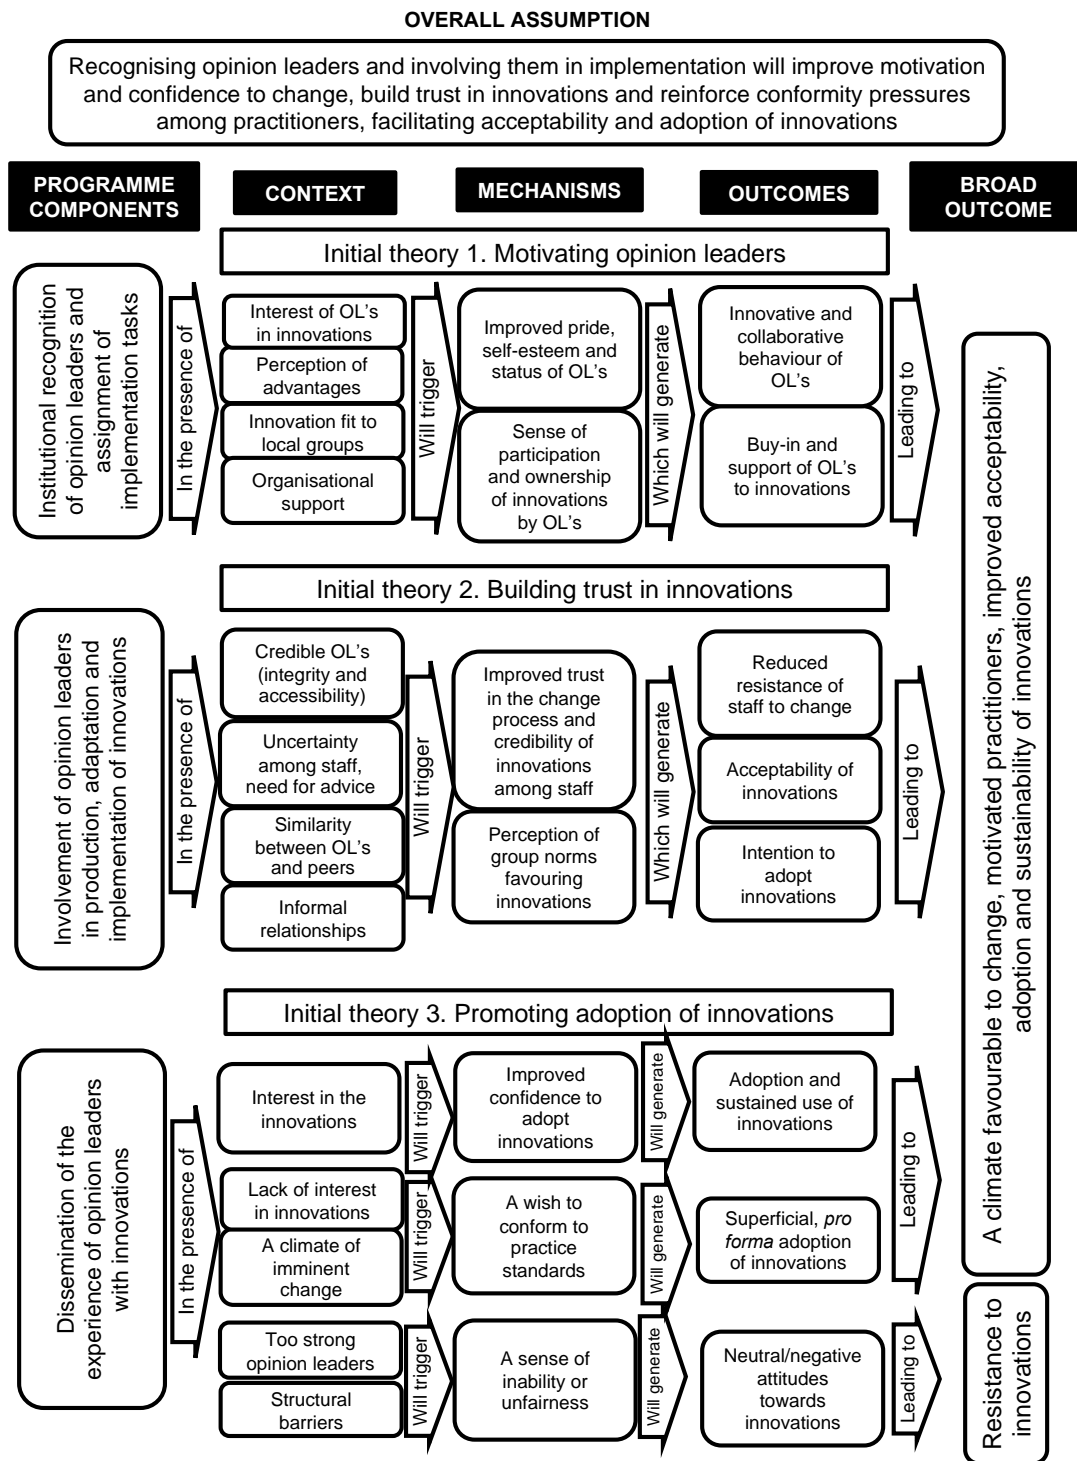 OVERALL ASSUMPTION
Recognising opinion leaders and involving them in implementation will improve motivation
and confidence to change, build trust in innovations and reinforce conformity pressures
among practitioners, facilitating acceptability and adoption of innovations
PROGRAMME
COMPONENTS
CONTEXT
MECHANISMS
OUTCOMES
BROAD
OUTCOME
Initial theory 1. Motivating opinion leaders
Institutional recognition
of opinion leaders and
assignment of
implementation tasks
In the presence of
Interest of OL's
in innovations
Perception of
advantages
Innovation fit to
local groups
Organisational
support
Will trigger
Improved pride,
self-esteem and
status of OL's
Sense of
participation
and ownership
of innovations
by OL's
Which will generate
Innovative and
collaborative
behaviour of
OL's
Buy-in and
support of OL's
to innovations
Leading to
Initial theory 2. Building trust in innovations
Involvement of opinion leaders
in production, adaptation and
implementation of innovations
In the presence of
Credible OL's
(integrity and
accessibility)
Uncertainty
among staff,
need for advice
Similarity
between OL's
and peers
Informal
relationships
Will trigger
Improved trust
in the change
process and
credibility of
innovations
among staff
Perception of
group norms
favouring
innovations
Which will generate
Reduced
resistance of
staff to change
Acceptability of
innovations
Intention to
adopt
innovations
Leading to
Initial theory 3. Promoting adoption of innovations
Dissemination of the
experience of opinion leaders
with innovations
In the presence of
Interest in the
innovations
Will trigger
Improved
confidence to
adopt
innovations
Will generate
Adoption and
sustained use of
innovations
Lack of interest
in innovations
A climate of
imminent
change
Will trigger
A wish to
conform to
practice
standards
Will generate
Superficial, pro
forma adoption
of innovations
Leading to
Too strong
opinion leaders
Structural
barriers
Will trigger
A sense of
inability or
unfairness
Will generate
Neutral/negative
attitudes
towards
innovations
Leading to
A climate favourable to change, motivated practitioners, improved acceptability,
adoption and sustainability of innovations
Resistance to
innovations